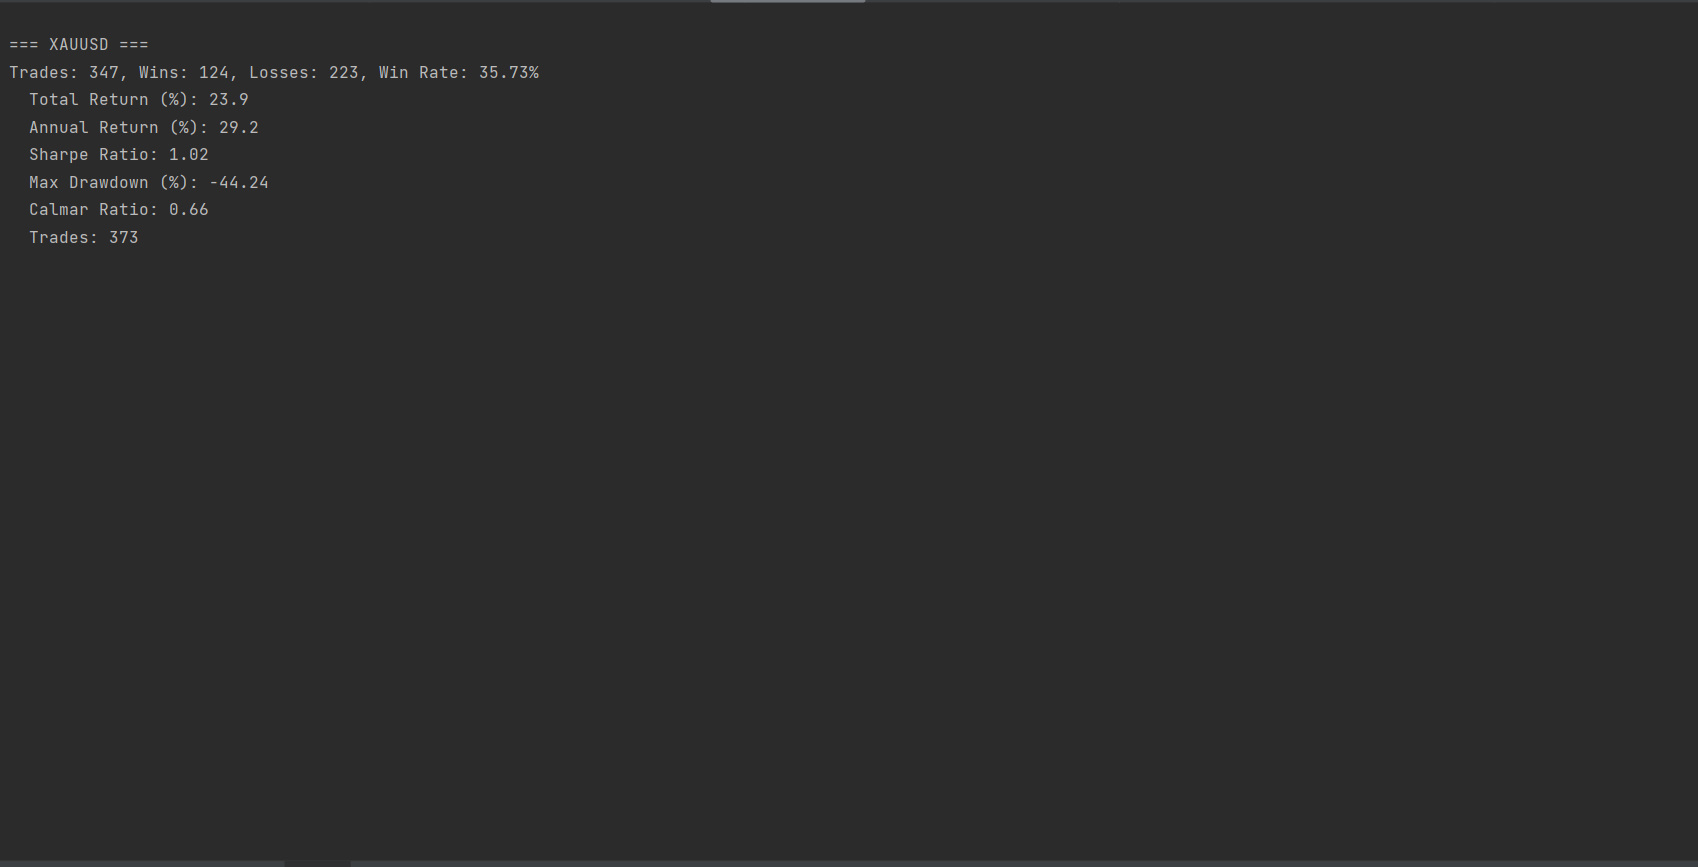 === XAUUSD ===
Trades: 347, Wins: 124, Losses: 223, Win Rate: 35.73%
Total Return (%): 23.9
Annual Return (%): 29.2
Sharpe Ratio: 1.02
Max Drawdown (%): -44.24
Calmar Ratio: 0.66
Trades: 373